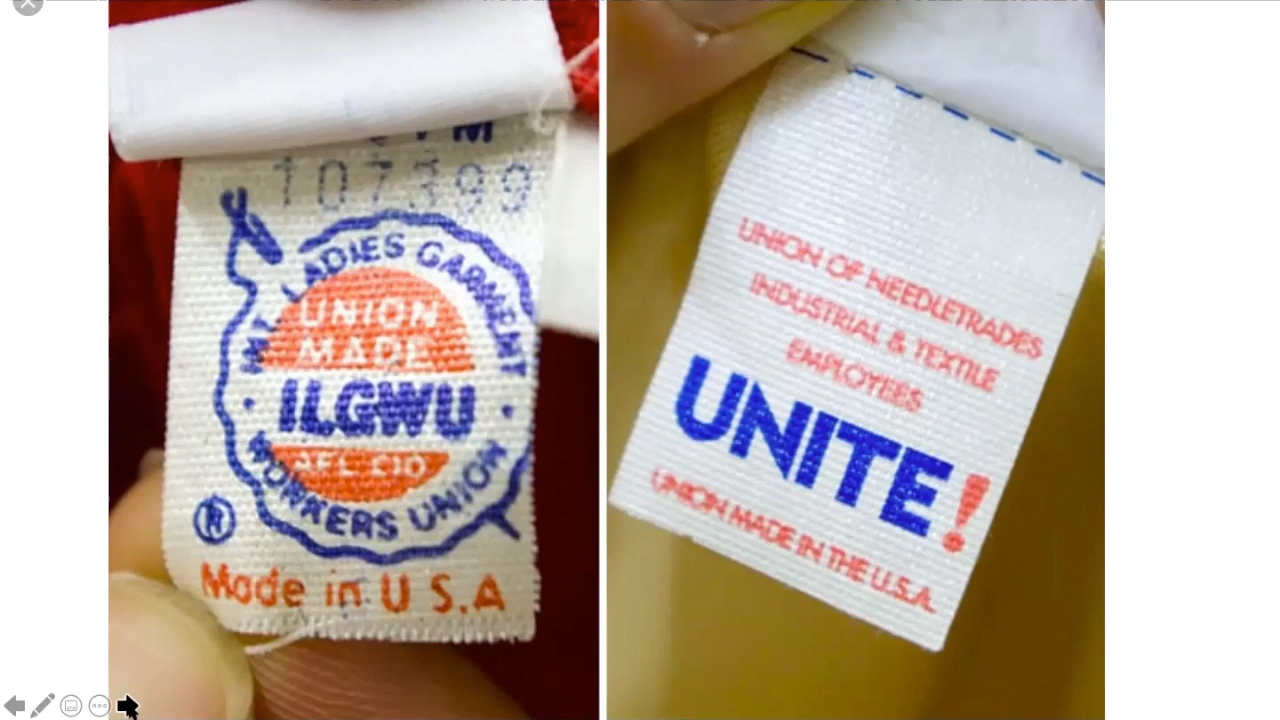 107399
INT. LADIES GARMENT
UNION
MADE
ILGWU
AFL-CIO
WORKERS UNION
®
Made in U S.A
UNION OF NEEDLETRADES
INDUSTRIAL & TEXTILE
EMPLOYEES
UNITE!
UNION MADE IN THE U.S.A.